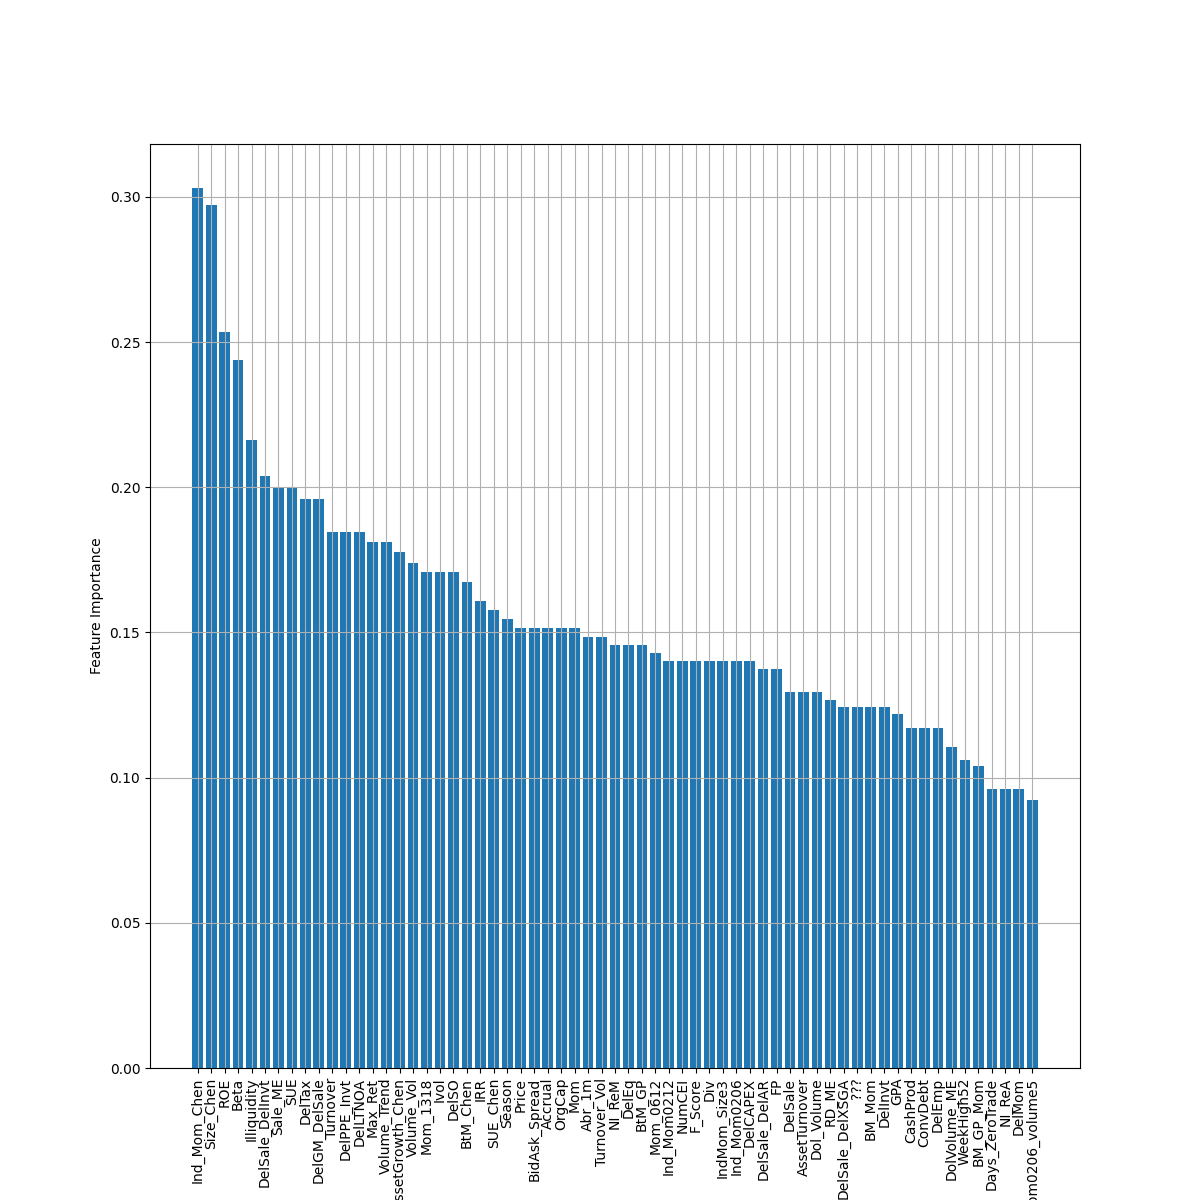 0.30
0.25
0.20
0.15
0.10
0.05
0.00
Feature Importance
Ind_Mom_Chen
Size_Chen
ROE
Beta
Illiquidity
DelSale_DelInvt
Sale_ME
SUE
DelTax
DelGM_DelSale
Turnover
DelPPE_Invt
DelLTNOA
Max_Ret
Volume_Trend
ssetGrowth_Chen
Volume_Vol
Mom_1318
Ivol
DelSO
BtM_Chen
IRR
SUE_Chen
Season
Price
BidAsk_Spread
Accrual
OrgCap
Mom
Abr_1m
Turnover_Vol
NI_ReM
DelEq
BtM_GP
Mom_0612
Ind_Mom0212
NumCEI
F_Score
Div
IndMom_Size3
Ind_Mom0206
DelCAPEX
DelSale_DelAR
FP
DelSale
AssetTurnover
Dol_Volume
RD_ME
DelSale_DelXSGA
???
BM_Mom
DelInvt
GPA
CashProd
ConvDebt
DelEmp
DolVolume_ME
WeekHigh52
BM_GP_Mom
Days_ZeroTrade
NI_ReA
DelMom
om0206_volume5